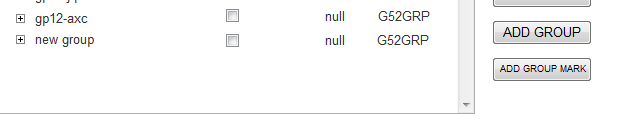 gp12-axc null G52GRP
new group null G52GRP
ADD GROUP
ADD GROUP MARK